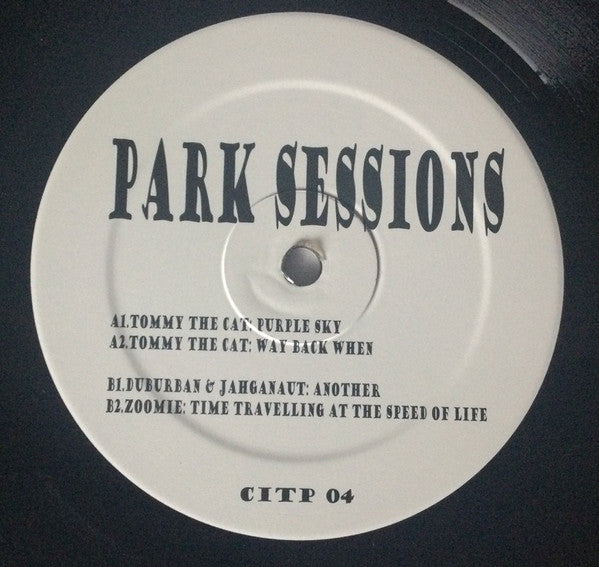 PARK SESSIONS
A1.TOMMY THE CAT: PURPLE SKY
A2.TOMMY THE CAT: WAY BACK WHEN
B1.DUBURBAN & JAHGANAUT: ANOTHER
B2.ZOOMIE: TIME TRAVELLING AT THE SPEED OF LIFE
CITP 04